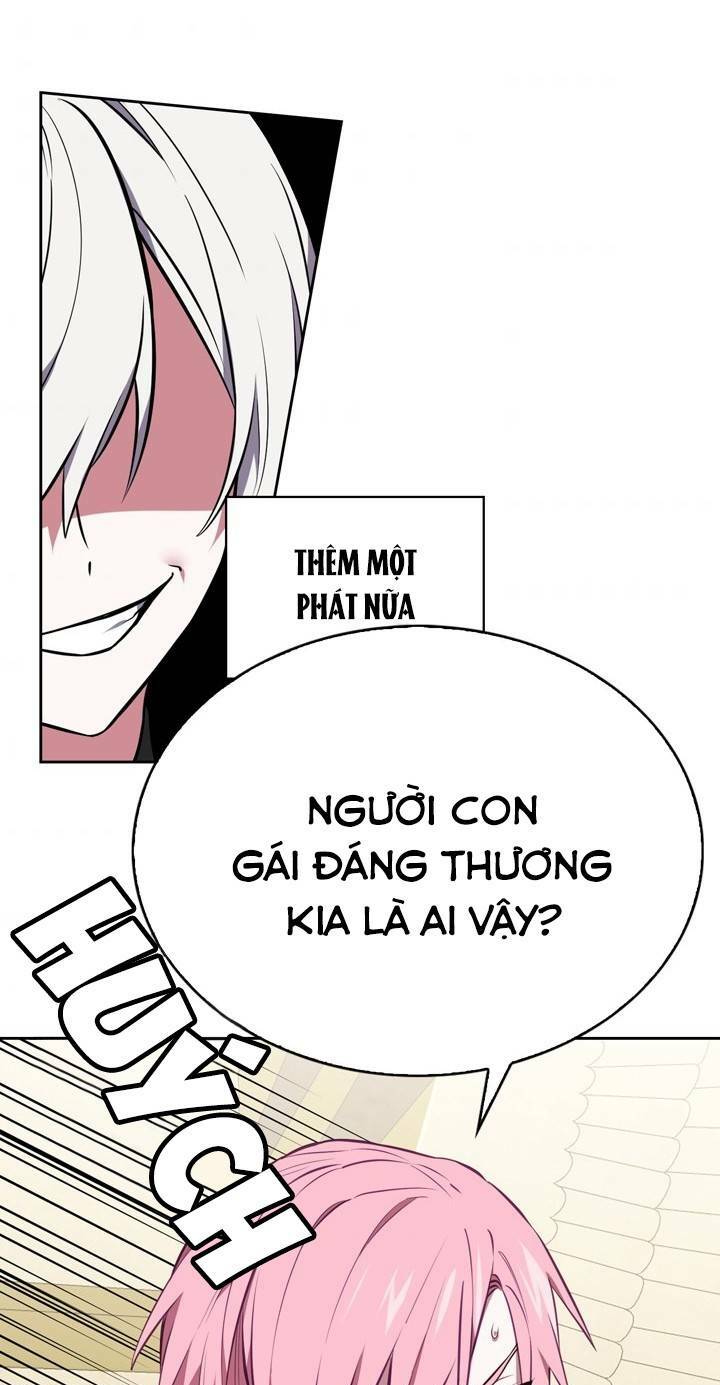 THÊM MỘT
PHÁT NỮA
NGƯỜI CON
GÁI ĐÁNG THƯƠNG
KIA LÀ AI VẬY?
HUỴCH